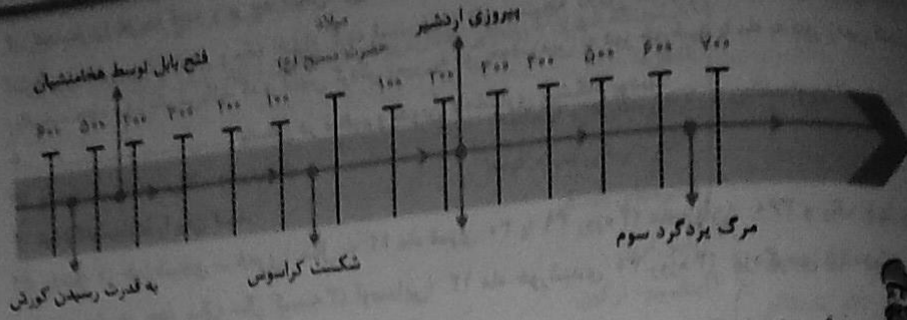 پیروزی اردشیر
میلاد
حضرت مسیح (ع)
فتح بابل توسط هخامنشیان
۶۰۰ ۵۰۰ ۴۰۰ ۳۰۰ ۲۰۰ ۱۰۰ ۱۰۰ ۲۰۰ ۳۰۰ ۴۰۰ ۵۰۰ ۶۰۰ ۷۰۰
مرگ یزدگرد سوم
شکست کراسوس
به قدرت رسیدن کورش